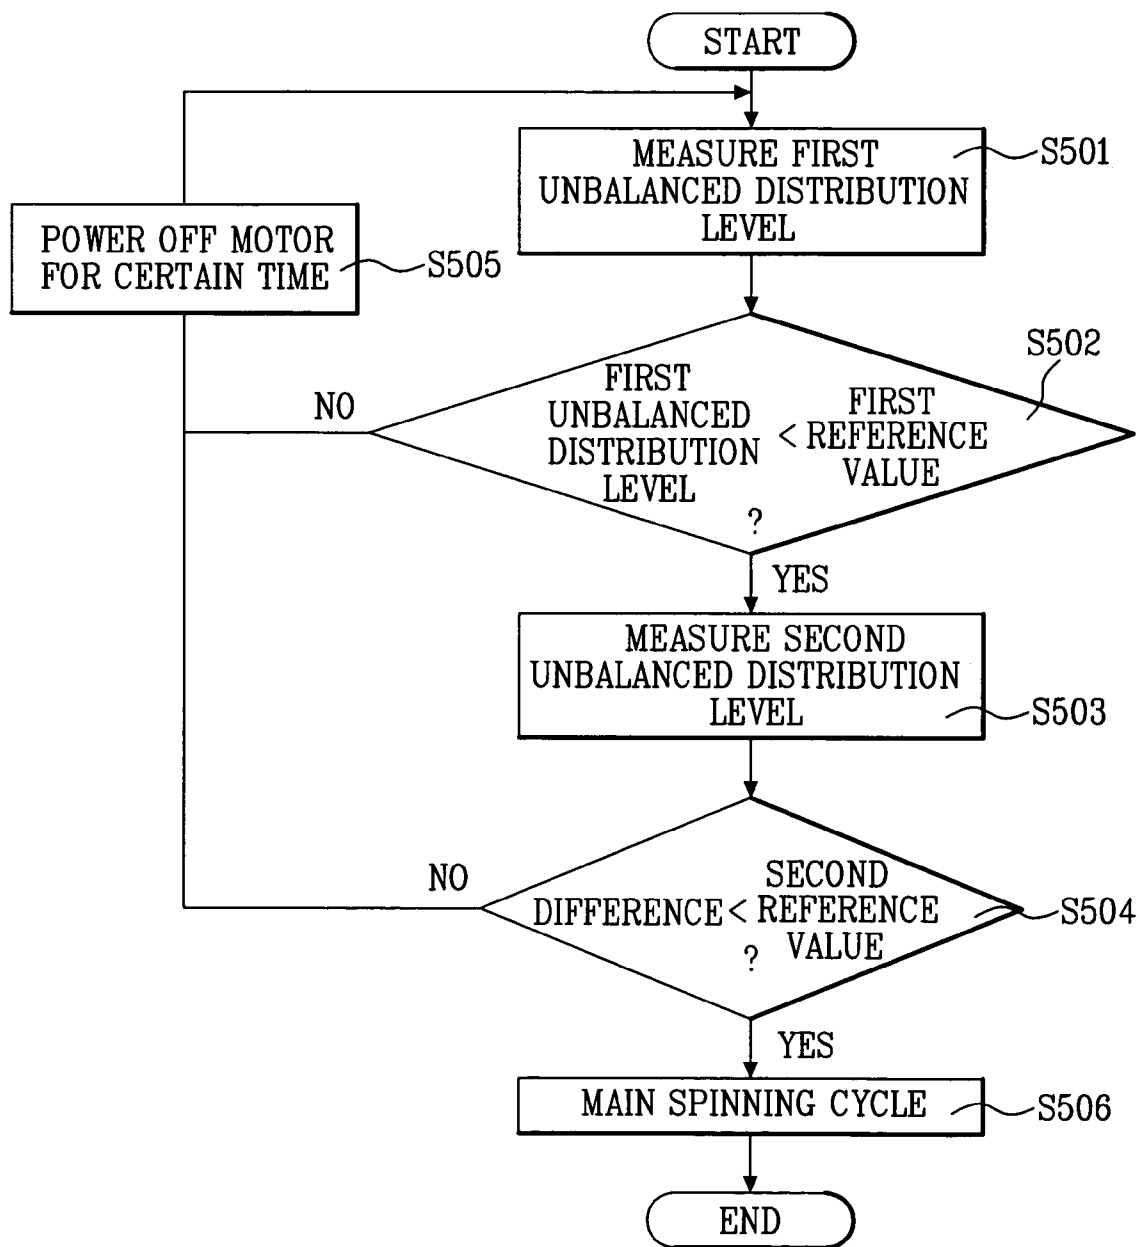 START
MEASURE FIRST
UNBALANCED DISTRIBUTION
LEVEL
S501
POWER OFF MOTOR
FOR CERTAIN TIME
S505
FIRST
UNBALANCED
DISTRIBUTION
LEVEL
<
FIRST
REFERENCE
VALUE
?
S502
NO
YES
MEASURE SECOND
UNBALANCED DISTRIBUTION
LEVEL
S503
DIFFERENCE <
SECOND
REFERENCE
VALUE
?
S504
NO
YES
MAIN SPINNING CYCLE
S506
END